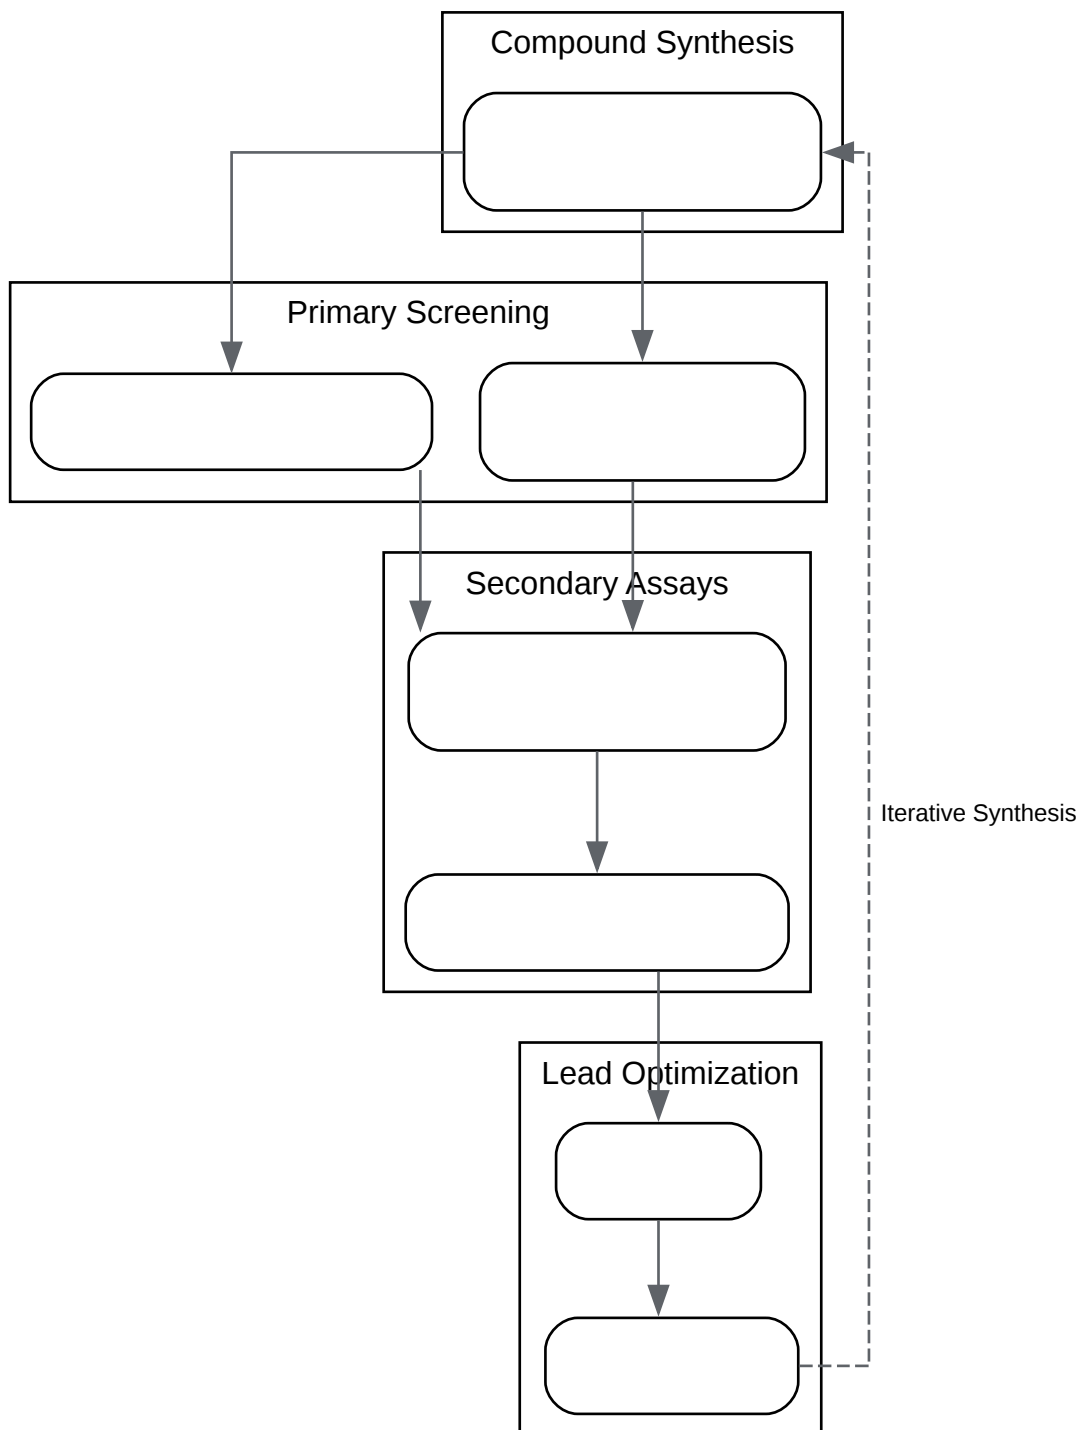 Compound Synthesis
Primary Screening
Secondary Assays
Iterative Synthesis
Lead Optimization